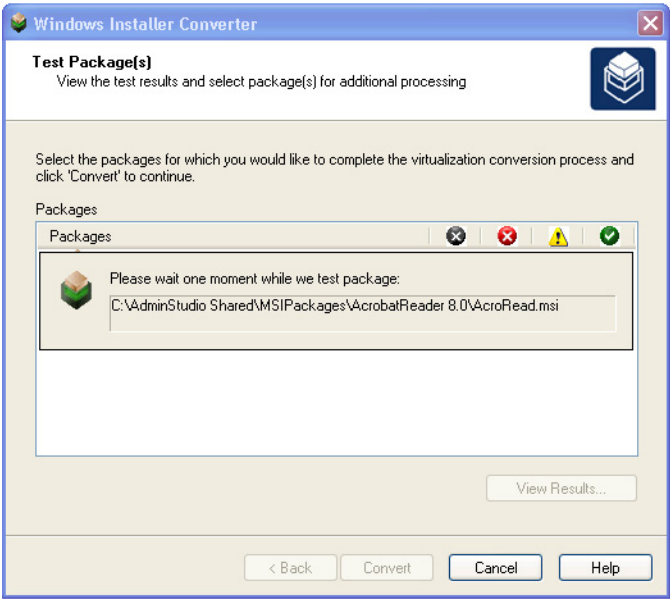 Windows Installer Converter
Test Package(s)
View the test results and select package(s) for additional processing
Select the packages for which you would like to complete the virtualization conversion process and
click 'Convert' to continue.
Packages
Packages
Please wait one moment while we test package:
C:\AdminStudio Shared\MSIPackages\AcrobatReader 8.0\AcroRead.msi
View Results...
< Back
Convert
Cancel
Help